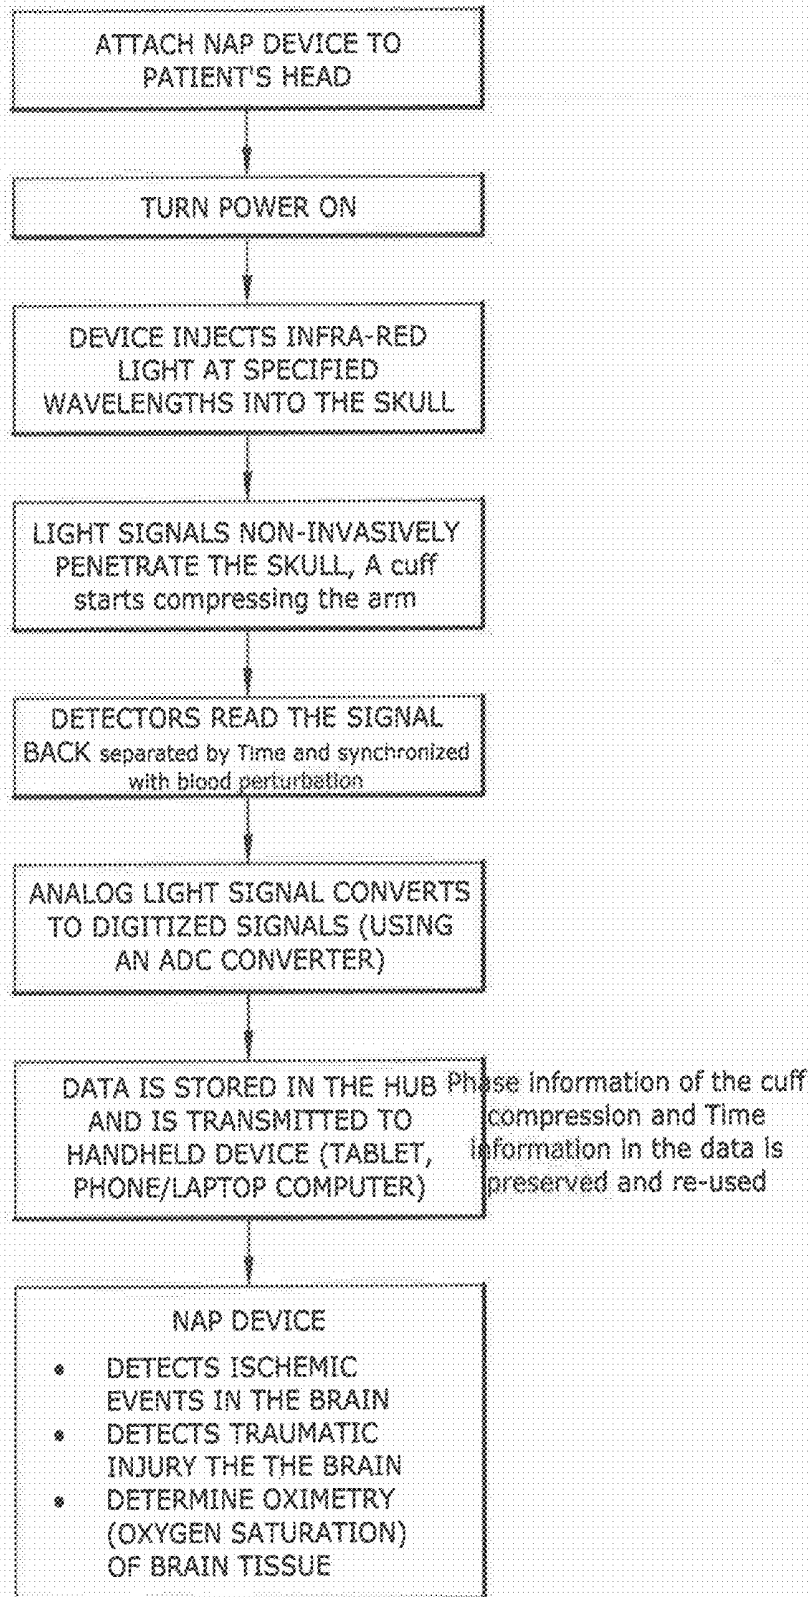 ATTACH NAP DEVICE TO
PATIENT'S HEAD
TURN POWER ON
DEVICE INJECTS INFRA-RED
LIGHT AT SPECIFIED
WAVELENGTHS INTO THE SKULL
LIGHT SIGNALS NON-INVASIVELY
PENETRATE THE SKULL, A cuff
starts compressing the arm
DETECTORS READ THE SIGNAL
BACK separated by Time and synchronized
with blood perturbation
ANALOG LIGHT SIGNAL CONVERTS
TO DIGITIZED SIGNALS (USING
AN ADC CONVERTER)
DATA IS STORED IN THE HUB
AND IS TRANSMITTED TO
HANDHELD DEVICE (TABLET,
PHONE/LAPTOP COMPUTER)
Phase information of the cuff
compression and Time
information in the data is
preserved and re-used
NAP DEVICE
• DETECTS ISCHEMIC
EVENTS IN THE BRAIN
• DETECTS TRAUMATIC
INJURY THE THE BRAIN
• DETERMINE OXIMETRY
(OXYGEN SATURATION)
OF BRAIN TISSUE